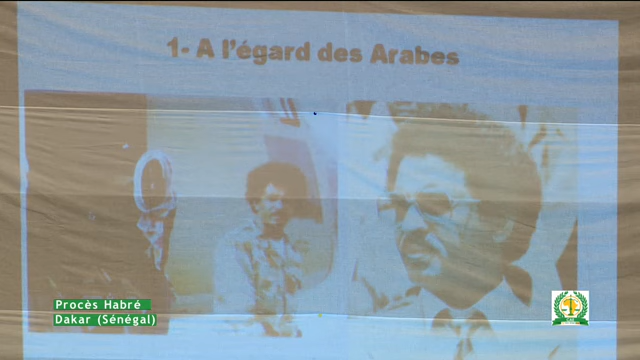 1- A l'égard des Arabes
Procès Habré
Dakar (Sénégal)